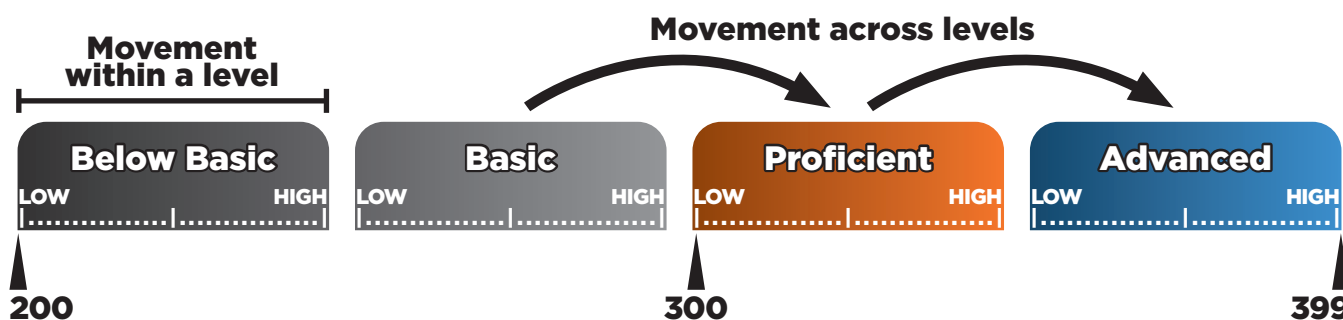 Movement across levels
Movement
within a level
Below Basic
Basic
Proficient
Advanced
LOW HIGH
LOW HIGH
LOW HIGH
LOW HIGH
200
300
399